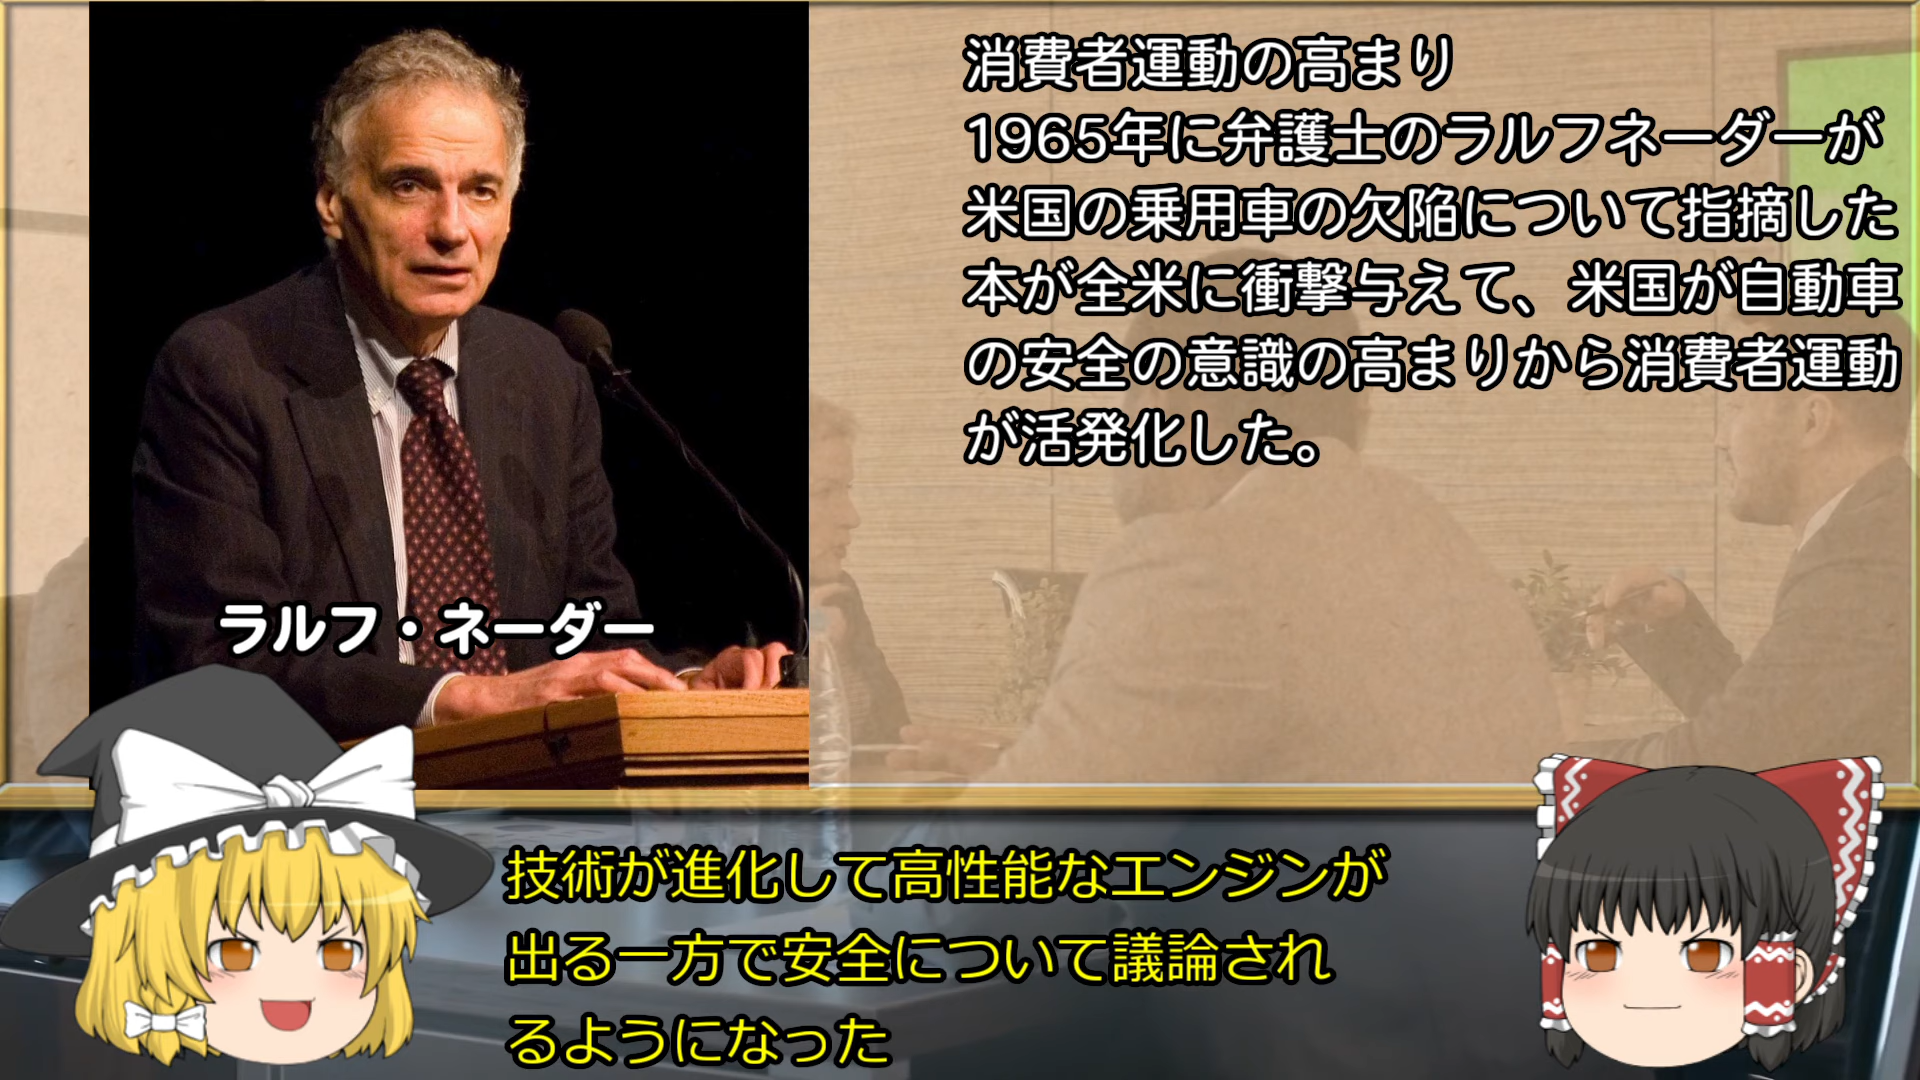 消費者運動の高まり
1965年に弁護士のラルフネーダーが
米国の乗用車の欠陥について指摘した
本が全米に衝撃与えて、米国が自動車
の安全の意識の高まりから消費者運動
が活発化した。
ラルフ・ネーダー
技術が進化して高性能なエンジンが
出る一方で安全について議論され
るようになった